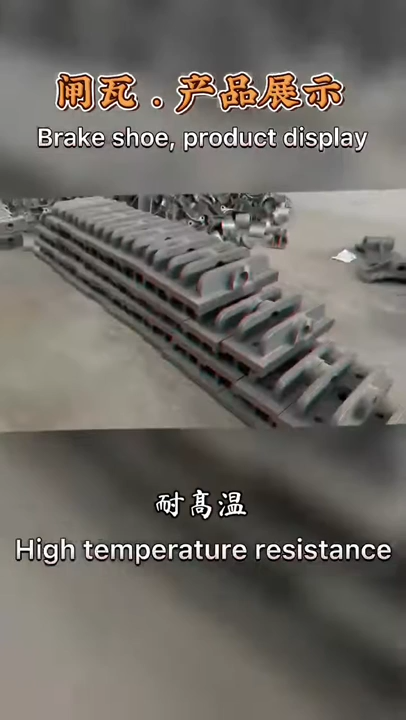 闸瓦．产品展示
Brake shoe, product display
耐高温
High temperature resistance